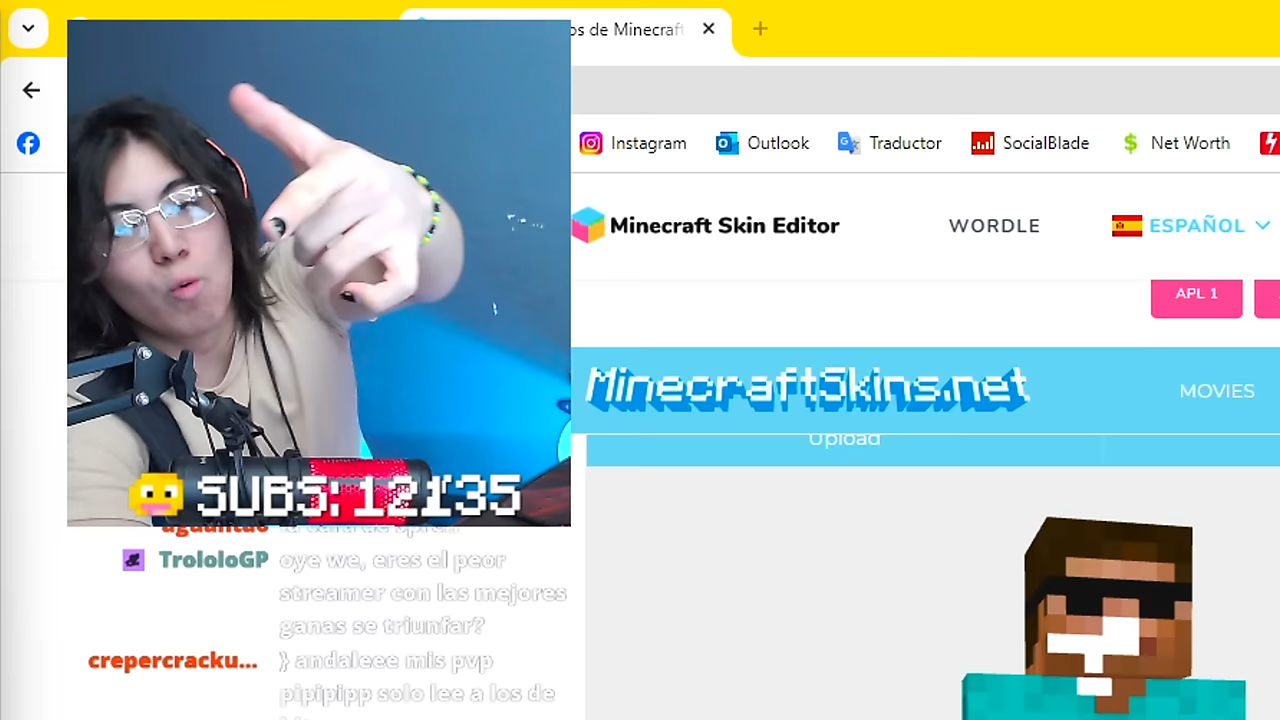 os de Minecraft
Instagram
Outlook
Traductor
SocialBlade
Net Worth
Minecraft Skin Editor
WORDLE
ESPAÑOL
APL 1
MinecraftSkins.net
MOVIES
Upload
SUBS: 12135
TrololoGP oye we, eres el peor
streamer con las mejores
ganas se triunfar?
crepercracku... } andaleee mis pvp
pipipipp solo lee a los de